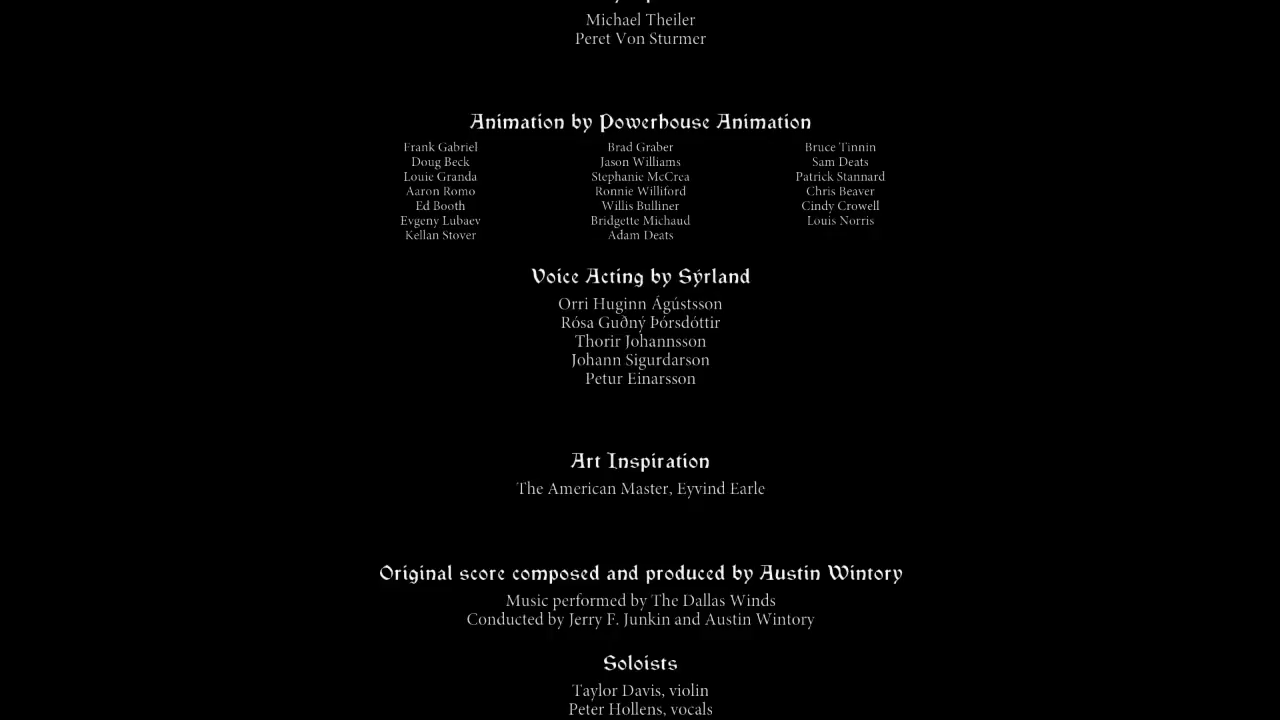 Michael Theiler
Peret Von Sturmer
Animation by Powerhouse Animation
Frank Gabriel
Doug Beck
Louie Granda
Aaron Romo
Ed Booth
Evgeny Lubaev
Kellan Stover
Brad Graber
Jason Williams
Stephanie McCrea
Ronnie Williford
Willis Bulliner
Bridgette Michaud
Adam Deats
Bruce Tinnin
Sam Deats
Patrick Stannard
Chris Beaver
Cindy Crowell
Louis Norris
Voice Acting by Sýrland
Orri Huginn Ágústsson
Rósa Guðný Þórsdóttir
Thorir Johannsson
Johann Sigurdarson
Petur Einarsson
Art Inspiration
The American Master, Eyvind Earle
Original score composed and produced by Austin Wintory
Music performed by The Dallas Winds
Conducted by Jerry F. Junkin and Austin Wintory
Soloists
Taylor Davis, violin
Peter Hollens, vocals